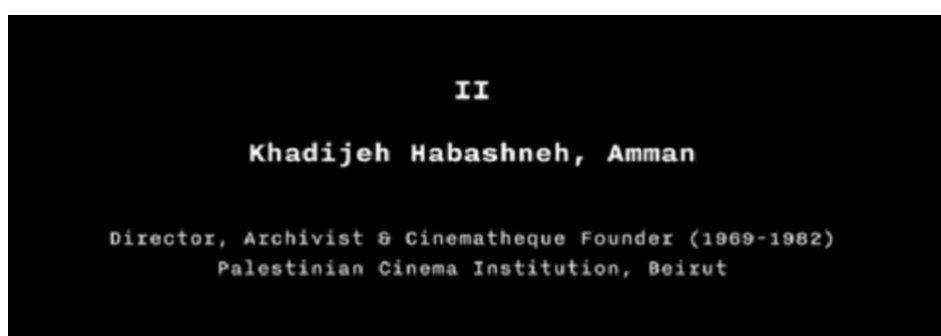 II
Khadijeh Habashneh, Amman
Director, Archivist & Cinematheque Founder (1969-1982)
Palestinian Cinema Institution, Beirut